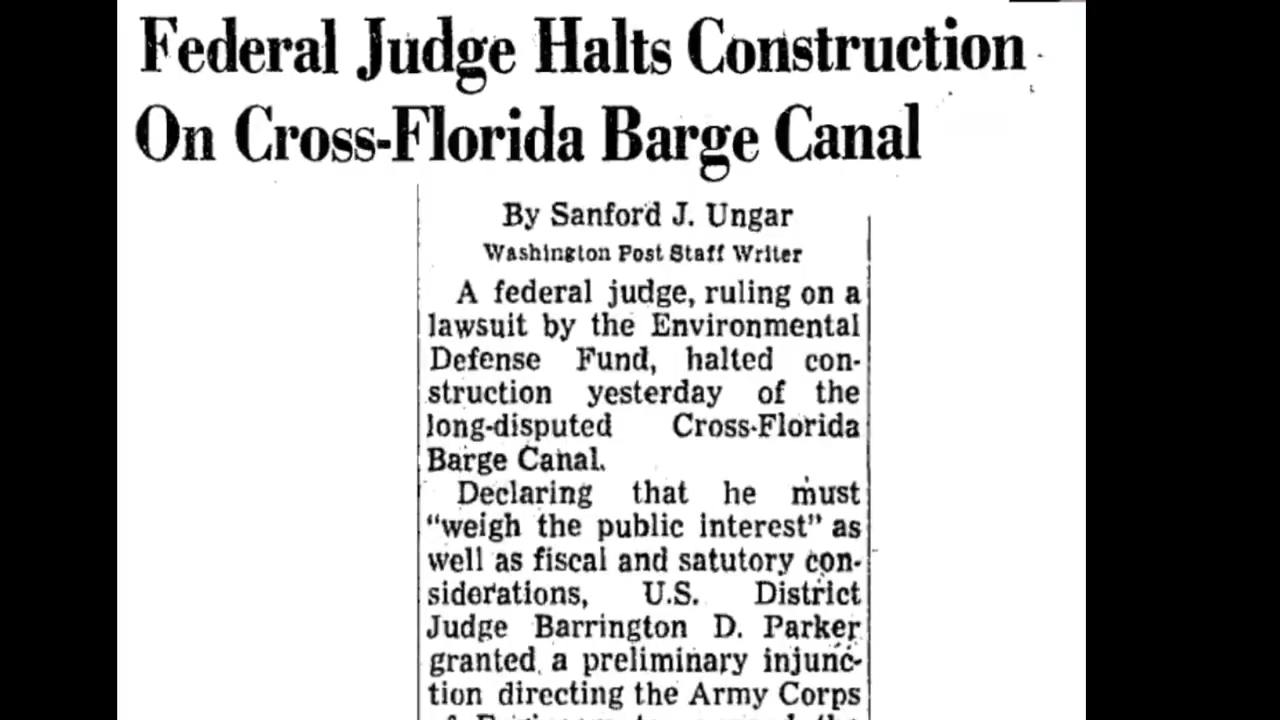 Federal Judge Halts Construction
On Cross-Florida Barge Canal
By Sanford J. Ungar
Washington Post Staff Writer
A federal judge, ruling on a
lawsuit by the Environmental
Defense Fund, halted con-
struction yesterday of the
long-disputed Cross-Florida
Barge Canal.
Declaring that he must
"weigh the public interest" as
well as fiscal and satutory con-
siderations, U.S. District
Judge Barrington D. Parker
granted a preliminary injunc-
tion directing the Army Corps